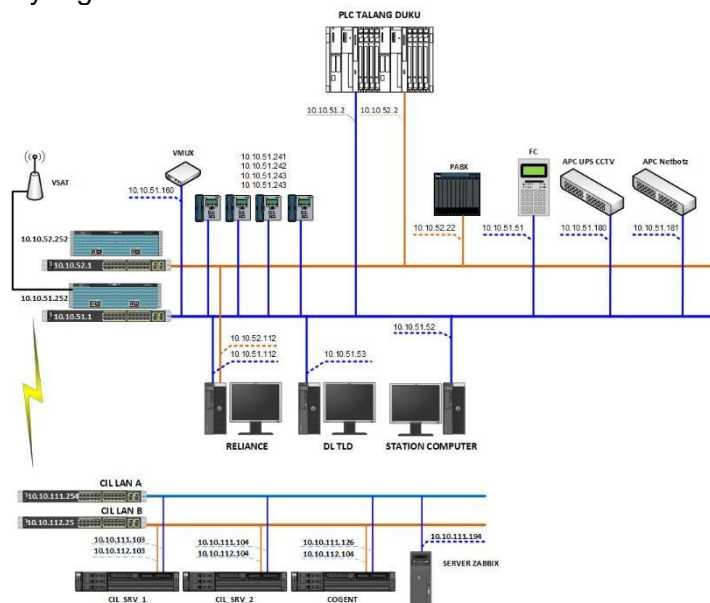 PLC TALANG DUKU
10.10.51.2
10.10.52.2
VSAT
VMUX
10.10.51.160
10.10.51.241
10.10.51.242
10.10.51.243
10.10.51.243
PABX
FC
APC UPS CCTV
APC Netbotz
10.10.52.22
10.10.51.51
10.10.51.180
10.10.51.181
10.10.52.252
10.10.52.1
10.10.51.252
10.10.51.1
10.10.52.112
10.10.51.112
10.10.51.53
10.10.51.52
RELIANCE
DL TLD
STATION COMPUTER
CIL LAN A
10.10.111.254
CIL LAN B
10.10.112.25
10.10.111.103
10.10.112.103
10.10.111.104
10.10.112.104
10.10.111.126
10.10.112.104
10.10.111.194
SERVER ZABBIX
CIL_SRV_1
CIL_SRV_2
COGENT